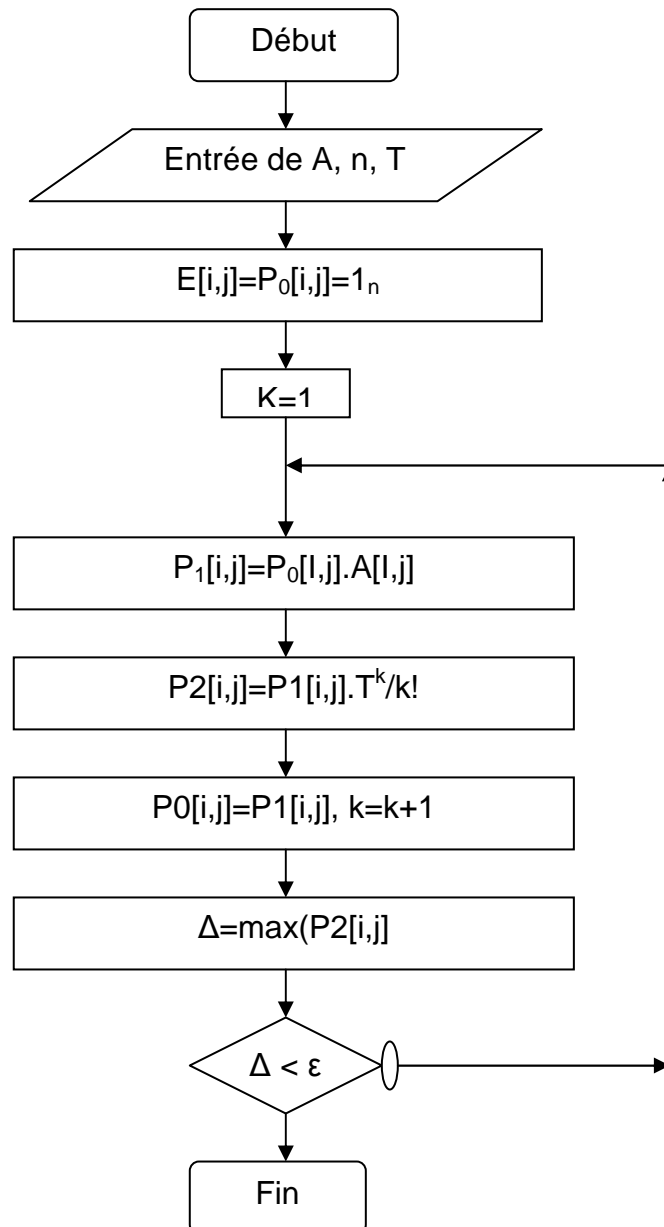 Début
Entrée de A, n, T
E[i,j]=P₀[i,j]=1ₙ
K=1
P₁[i,j]=P₀[I,j].A[I,j]
P2[i,j]=P1[i,j].Tᵏ/k!
P0[i,j]=P1[i,j], k=k+1
Δ=max(P2[i,j]
Δ < ε
Fin